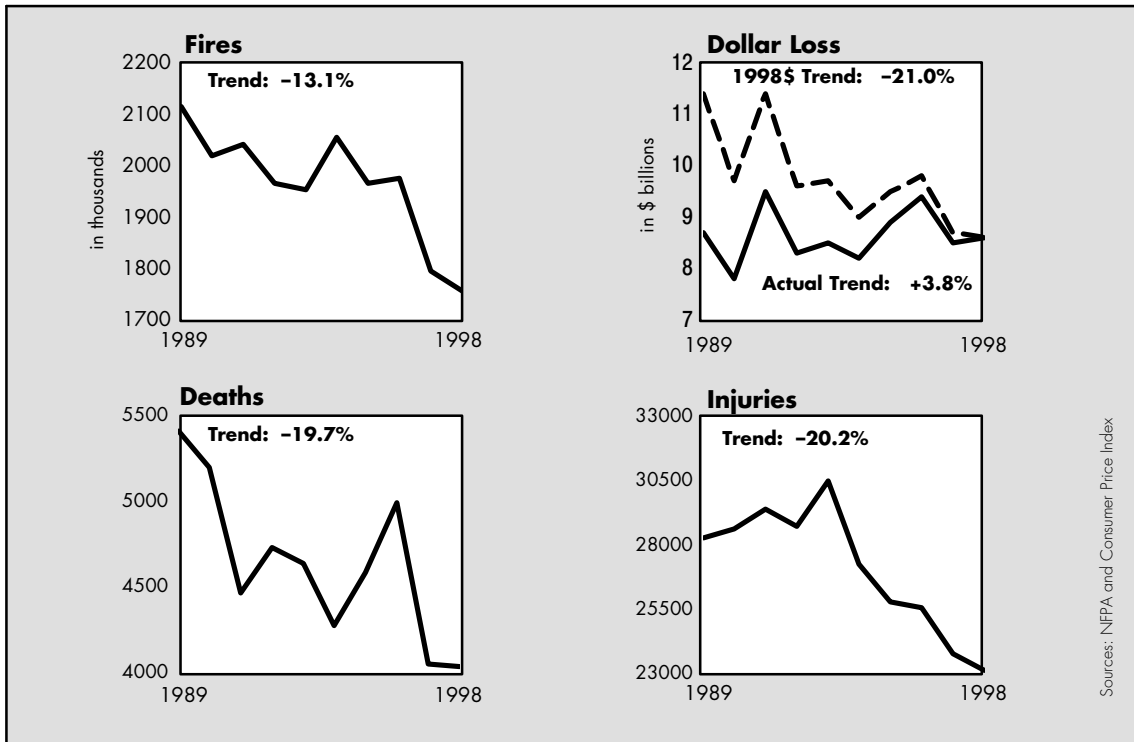 Fires
Trend: –13.1%
in thousands
2200
2100
2000
1900
1800
1700
1989
1998
Dollar Loss
1998$ Trend: –21.0%
Actual Trend: +3.8%
in $ billions
12
11
10
9
8
7
1989
1998
Deaths
Trend: –19.7%
5500
5000
4500
4000
1989
1998
Injuries
Trend: –20.2%
33000
30500
28000
25500
23000
1989
1998
Sources: NFPA and Consumer Price Index